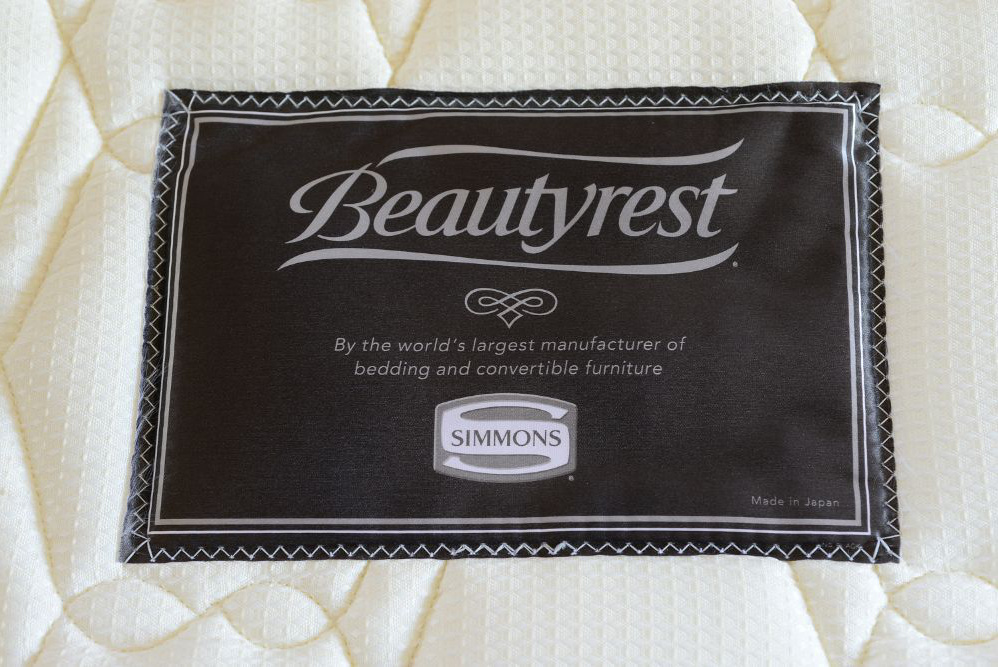 Beautyrest
By the world's largest manufacturer of
bedding and convertible furniture
SIMMONS
Made in Japan